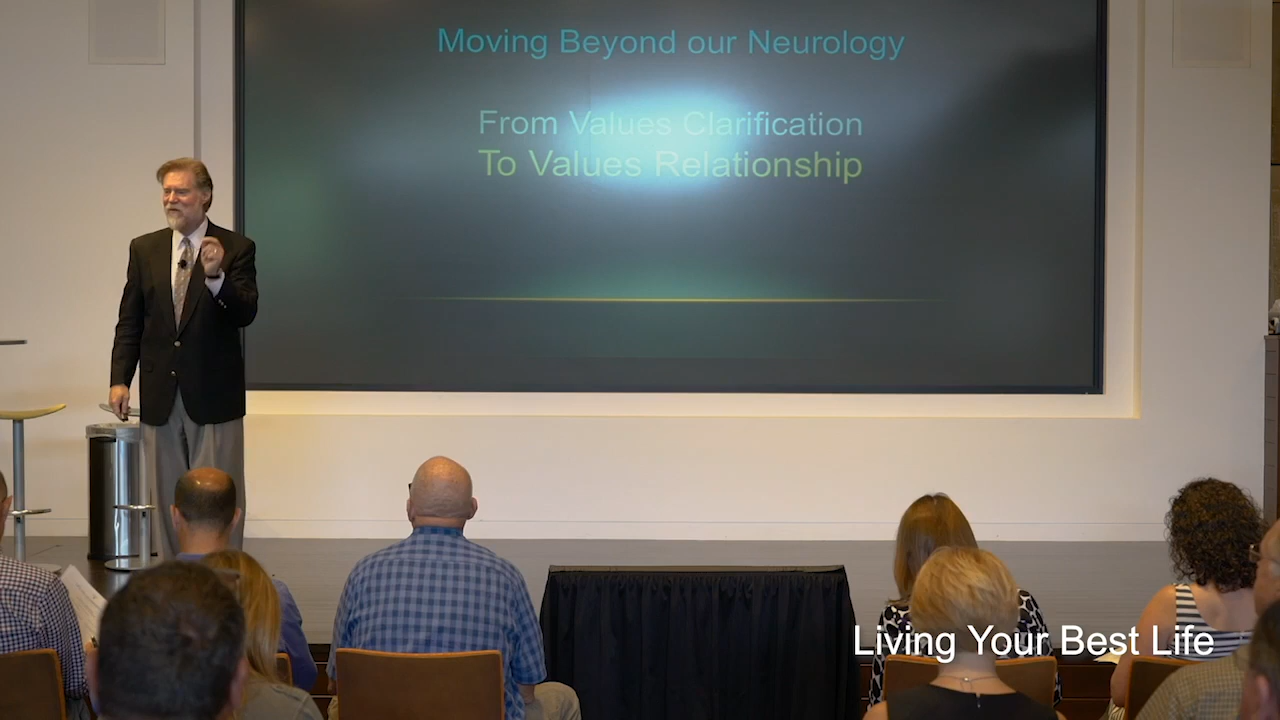 Moving Beyond our Neurology
From Values Clarification
To Values Relationship
Living Your Best Life